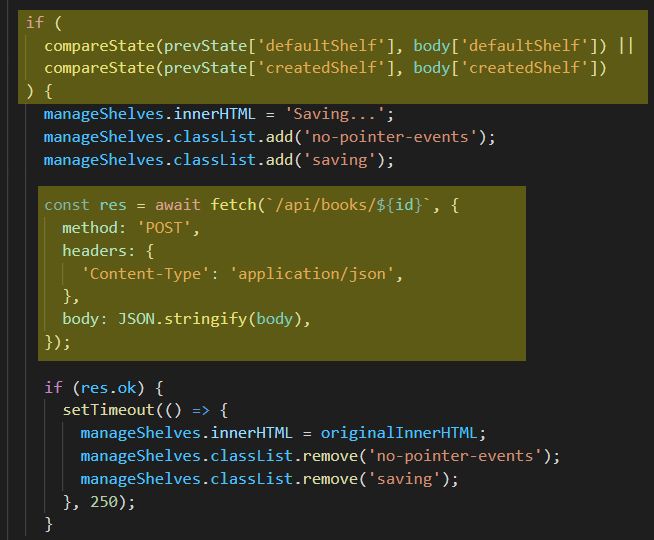 if (
compareState(prevState['defaultShelf'], body['defaultShelf']) ||
compareState(prevState['createdShelf'], body['createdShelf'])
) {
manageShelves.innerHTML = 'Saving...';
manageShelves.classList.add('no-pointer-events');
manageShelves.classList.add('saving');
const res = await fetch(`/api/books/${id}`, {
method: 'POST',
headers: {
'Content-Type': 'application/json',
},
body: JSON.stringify(body),
});
if (res.ok) {
setTimeout(() => {
manageShelves.innerHTML = originalInnerHTML;
manageShelves.classList.remove('no-pointer-events');
manageShelves.classList.remove('saving');
}, 250);
}